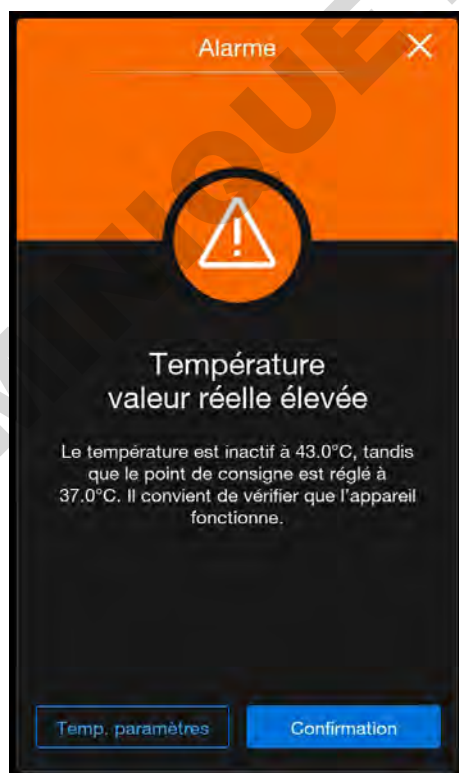 Alarme
Température
valeur réelle élevée
Le température est inactif à 43.0°C, tandis
que le point de consigne est réglé à
37.0°C. Il convient de vérifier que l'appareil
fonctionne.
Temp. paramètres
Confirmation